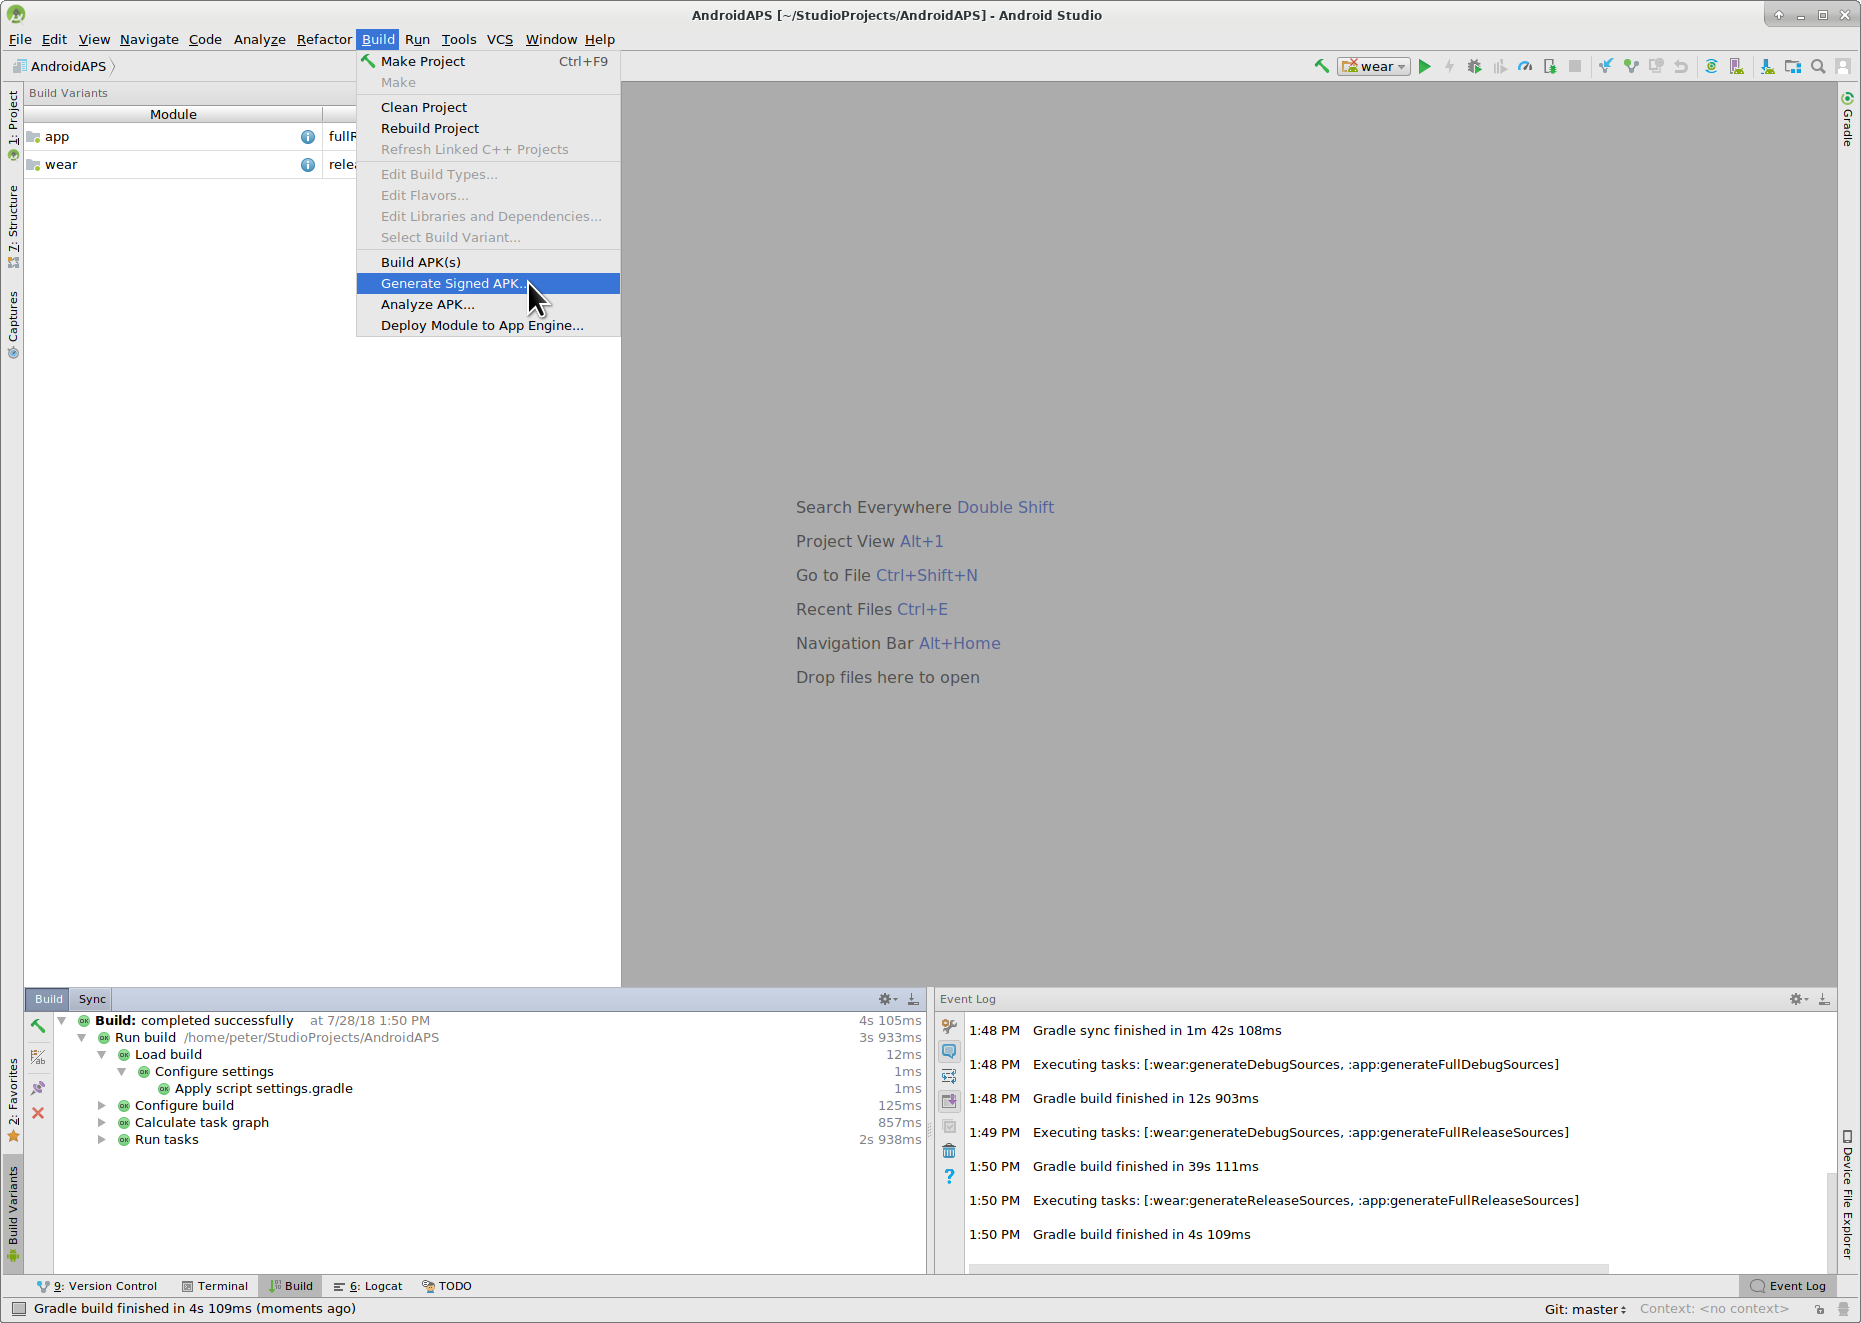 AndroidAPS [~/StudioProjects/AndroidAPS] - Android Studio
File Edit View Navigate Code Analyze Refactor Build Run Tools VCS Window Help
AndroidAPS
wear
Make Project Ctrl+F9
Make
Clean Project
Rebuild Project
Refresh Linked C++ Projects
Edit Build Types...
Edit Flavors...
Edit Libraries and Dependencies...
Select Build Variant...
Build APK(s)
Generate Signed APK...
Analyze APK...
Deploy Module to App Engine...
Build Variants
Module
app
wear
1: Project
7: Structure
Captures
2: Favorites
Build Variants
Gradle
Device File Explorer
Search Everywhere Double Shift
Project View Alt+1
Go to File Ctrl+Shift+N
Recent Files Ctrl+E
Navigation Bar Alt+Home
Drop files here to open
Build Sync
Build: completed successfully at 7/28/18 1:50 PM 4s 105ms
Run build /home/peter/StudioProjects/AndroidAPS 3s 933ms
Load build 12ms
Configure settings 1ms
Apply script settings.gradle 1ms
Configure build 125ms
Calculate task graph 857ms
Run tasks 2s 938ms
Event Log
1:48 PM Gradle sync finished in 1m 42s 108ms
1:48 PM Executing tasks: [:wear:generateDebugSources, :app:generateFullDebugSources]
1:48 PM Gradle build finished in 12s 903ms
1:49 PM Executing tasks: [:wear:generateDebugSources, :app:generateFullReleaseSources]
1:50 PM Gradle build finished in 39s 111ms
1:50 PM Executing tasks: [:wear:generateReleaseSources, :app:generateFullReleaseSources]
1:50 PM Gradle build finished in 4s 109ms
9: Version Control Terminal Build 6: Logcat TODO Event Log
Gradle build finished in 4s 109ms (moments ago) Git: master Context: <no context>